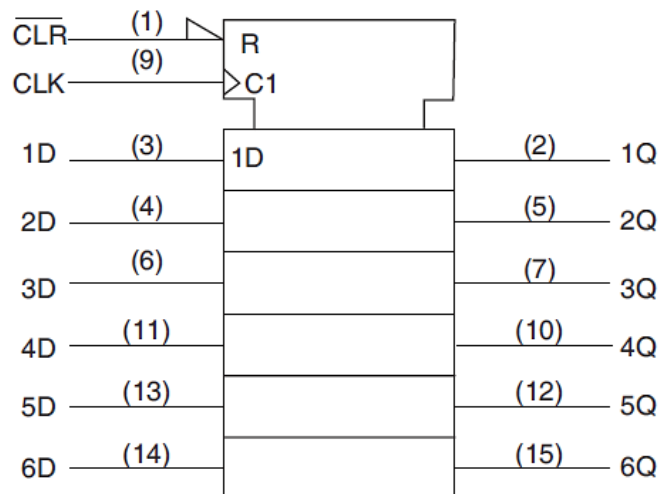 C̅L̅R̅ (1) R
CLK (9) C1
1D (3) 1D (2) 1Q
2D (4) (5) 2Q
3D (6) (7) 3Q
4D (11) (10) 4Q
5D (13) (12) 5Q
6D (14) (15) 6Q